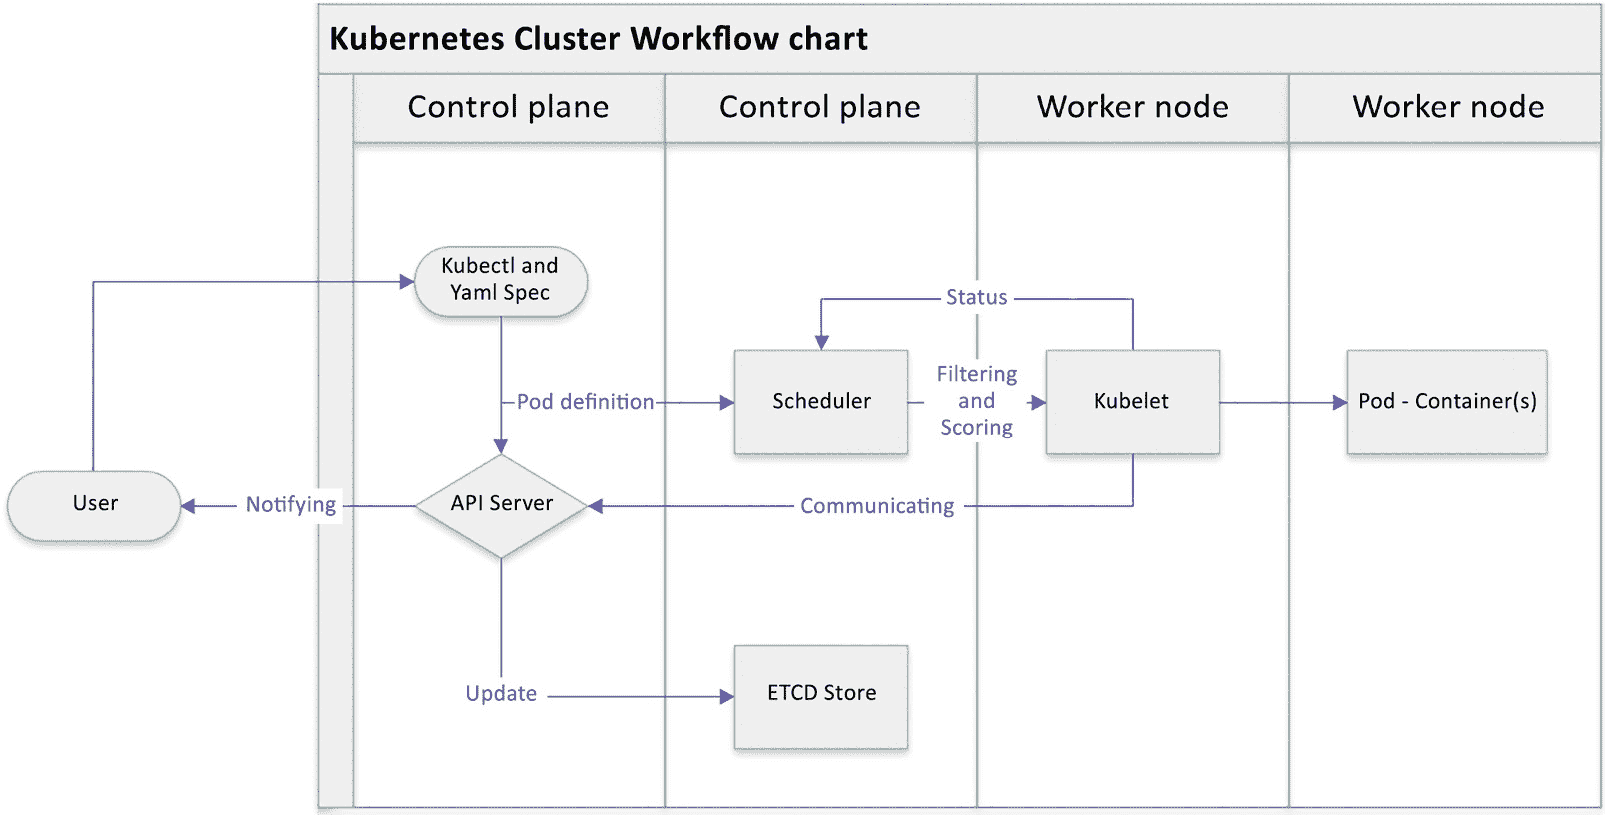 Kubernetes Cluster Workflow chart
Control plane
Control plane
Worker node
Worker node
Kubectl and
Yaml Spec
Status
Pod definition
Scheduler
Filtering
and
Scoring
Kubelet
Pod - Container(s)
User
Notifying
API Server
Communicating
Update
ETCD Store